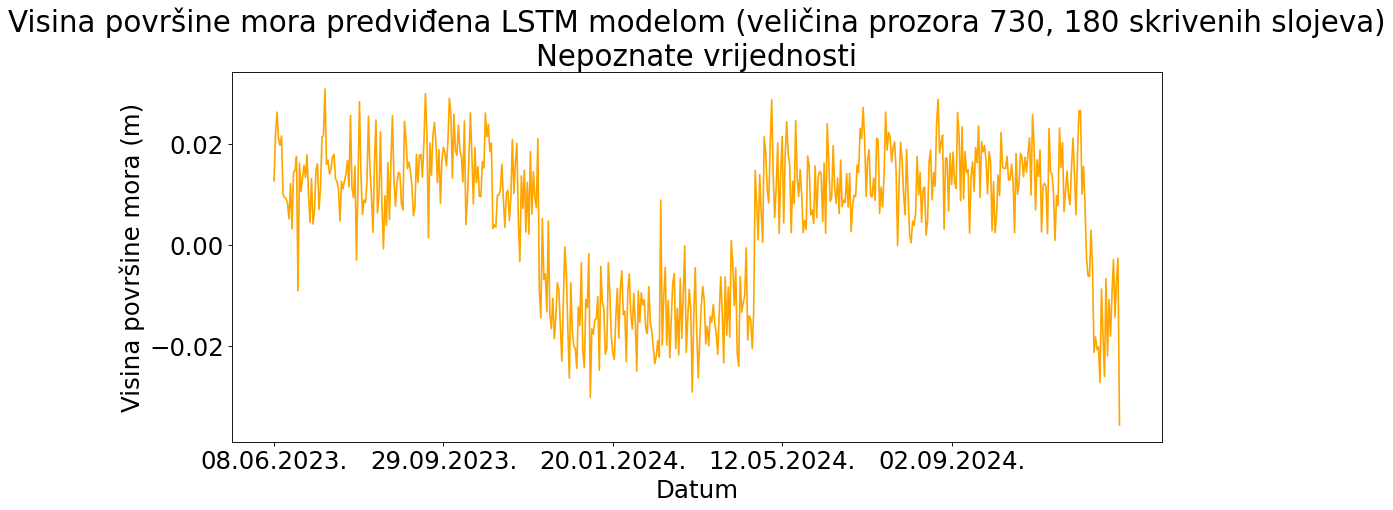 Visina površine mora predviđena LSTM modelom (veličina prozora 730, 180 skrivenih slojeva)
Nepoznate vrijednosti
Visina površine mora (m)
0.02
0.00
−0.02
08.06.2023.
29.09.2023.
20.01.2024.
12.05.2024.
02.09.2024.
Datum